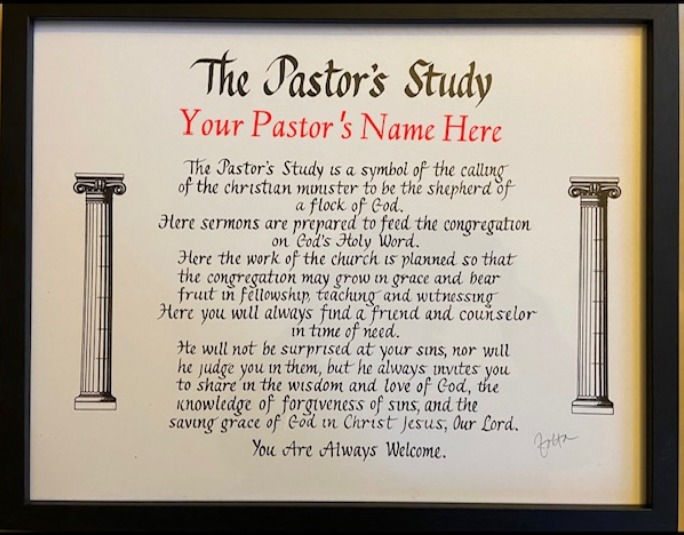 The Pastor's Study
Your Pastor's Name Here
The Pastor's Study is a symbol of the calling
of the christian minister to be the shepherd of
a flock of God.
Here sermons are prepared to feed the congregation
on God's Holy Word.
Here the work of the church is planned so that
the congregation may grow in grace and bear
fruit in fellowship, teaching and witnessing
Here you will always find a friend and counselor
in time of need.
He will not be surprised at your sins, nor will
he judge you in them, but he always invites you
to share in the wisdom and love of God, the
knowledge of forgiveness of sins, and the
saving grace of God in Christ Jesus, Our Lord.
You Are Always Welcome.